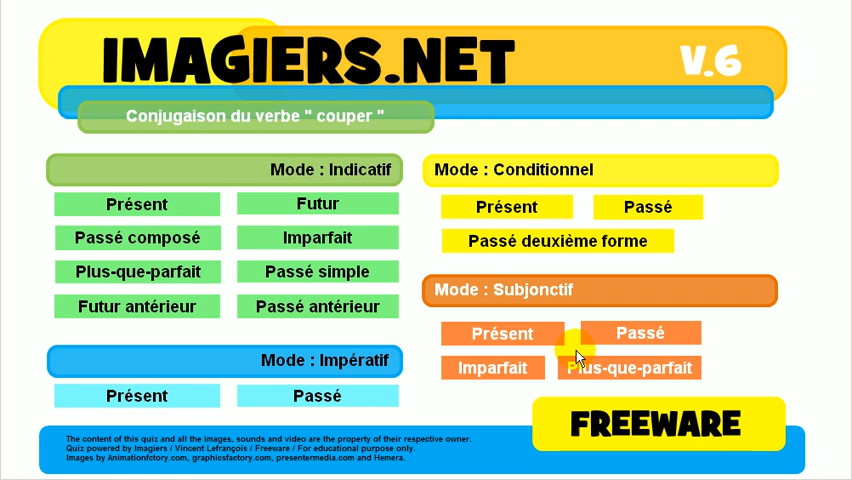 IMAGIERS.NET
V.6
Conjugaison du verbe " couper "
Mode : Indicatif
Présent
Futur
Passé composé
Imparfait
Plus-que-parfait
Passé simple
Futur antérieur
Passé antérieur
Mode : Impératif
Présent
Passé
Mode : Conditionnel
Présent
Passé
Passé deuxième forme
Mode : Subjonctif
Présent
Passé
Imparfait
Plus-que-parfait
FREEWARE
The content of this quiz and all the images, sounds and video are the property of their respective owner.
Quiz powered by Imagiers / Vincent Lefrançois / Freeware / For educational purpose only.
Images by Animationfctory.com, graphicsfactory.com, presentermedia.com and Hemera.